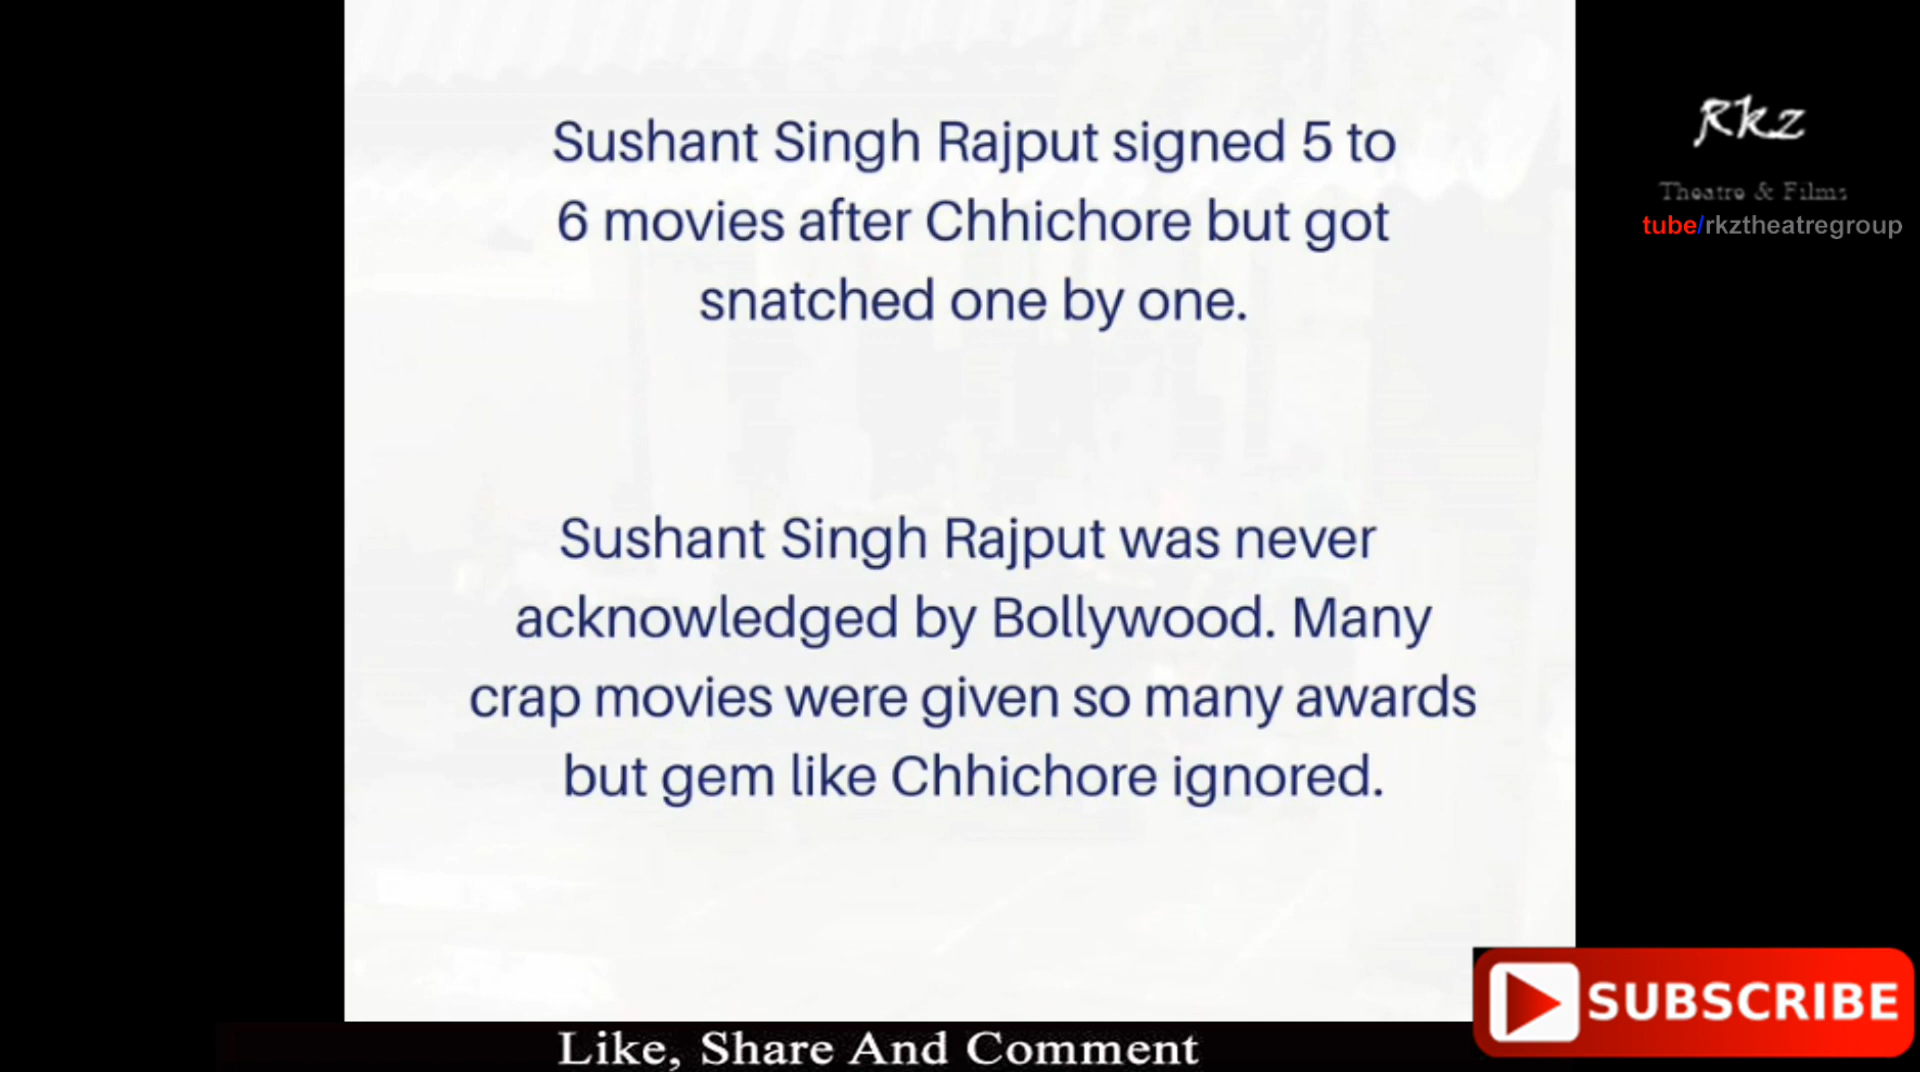 Sushant Singh Rajput signed 5 to
6 movies after Chhichore but got
snatched one by one.
Sushant Singh Rajput was never
acknowledged by Bollywood. Many
crap movies were given so many awards
but gem like Chhichore ignored.
Rkz
Theatre & Films
tube/rkztheatregroup
SUBSCRIBE
Like, Share And Comment